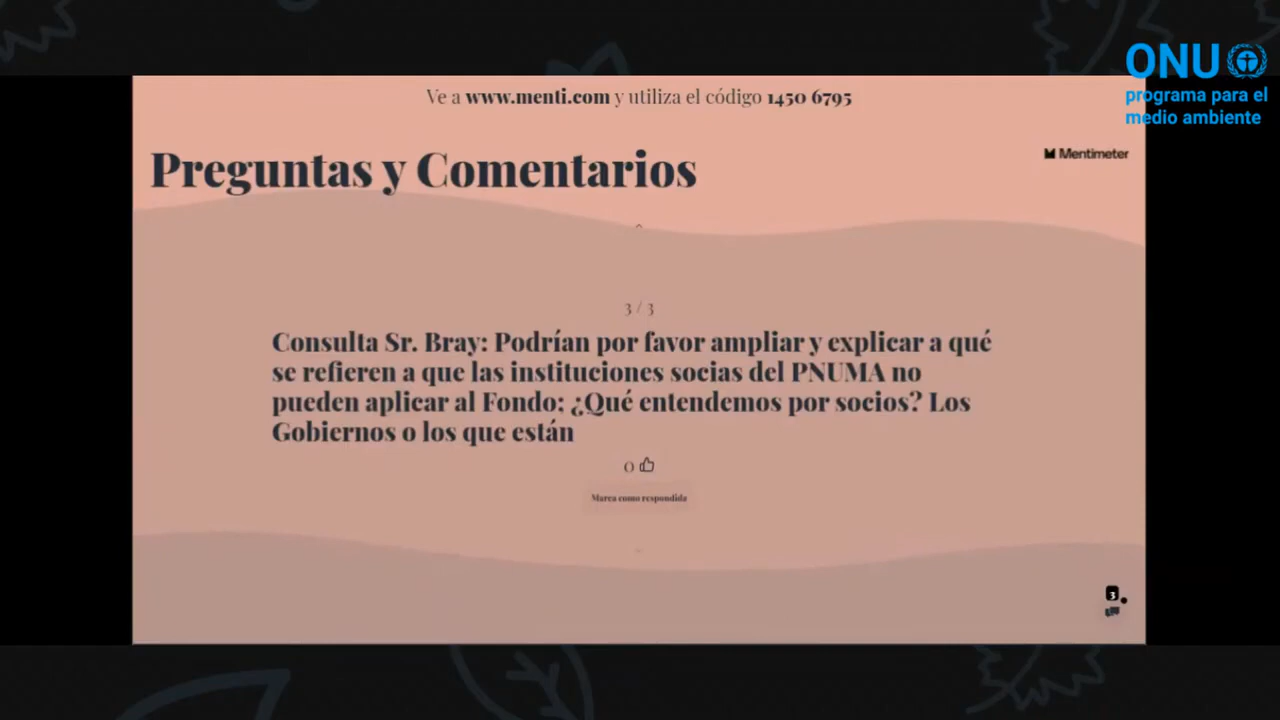 ONU
programa para el
medio ambiente
Ve a www.menti.com y utiliza el código 1450 6795
Mentimeter
Preguntas y Comentarios
3 / 3
Consulta Sr. Bray: Podrían por favor ampliar y explicar a qué
se refieren a que las instituciones socias del PNUMA no
pueden aplicar al Fondo; ¿Qué entendemos por socios? Los
Gobiernos o los que están
0
Marca como respondida
3